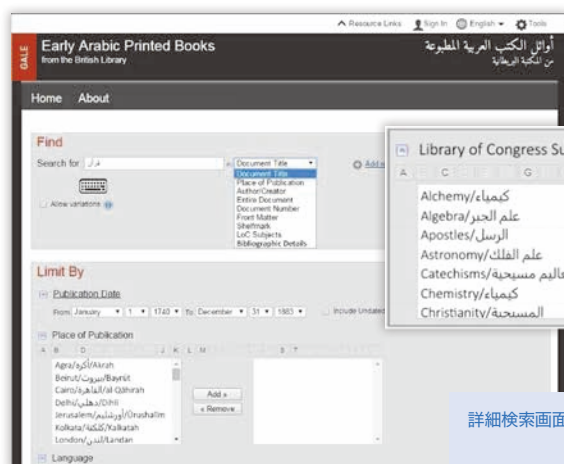 Resource Links Sign In English Tools
GALE
Early Arabic Printed Books
from the British Library
أوائل الكتب العربية المطبوعة
من المكتبة البريطانية
Home About
Find
Search for in Document Title
Document Title
Place of Publication
Author/Creator
Entire Document
Document Number
Front Matter
Shelfmark
LoC Subjects
Bibliographic Details
Allow variations
Limit By
Publication Date
From January 1 1740 To December 31 1883 Include Undated
Place of Publication
A B D J K L M S T
Agra/أكرة/Akrah
Beirut/بيروت/Bayrūt
Cairo/القاهرة/al-Qāhirah
Delhi/دهلي/Dihlī
Jerusalem/أورشليم/Ūrushalīm
Kolkata/كلكتة/Kalkatah
London/لندن/Landan
Add »
« Remove
Language
Library of Congress Su
A C G
Alchemy/كيمياء
Algebra/علم الجبر
Apostles/الرسل
Astronomy/علم الفلك
Catechisms/تعاليم مسيحية
Chemistry/كيمياء
Christianity/المسيحية
詳細検索画面